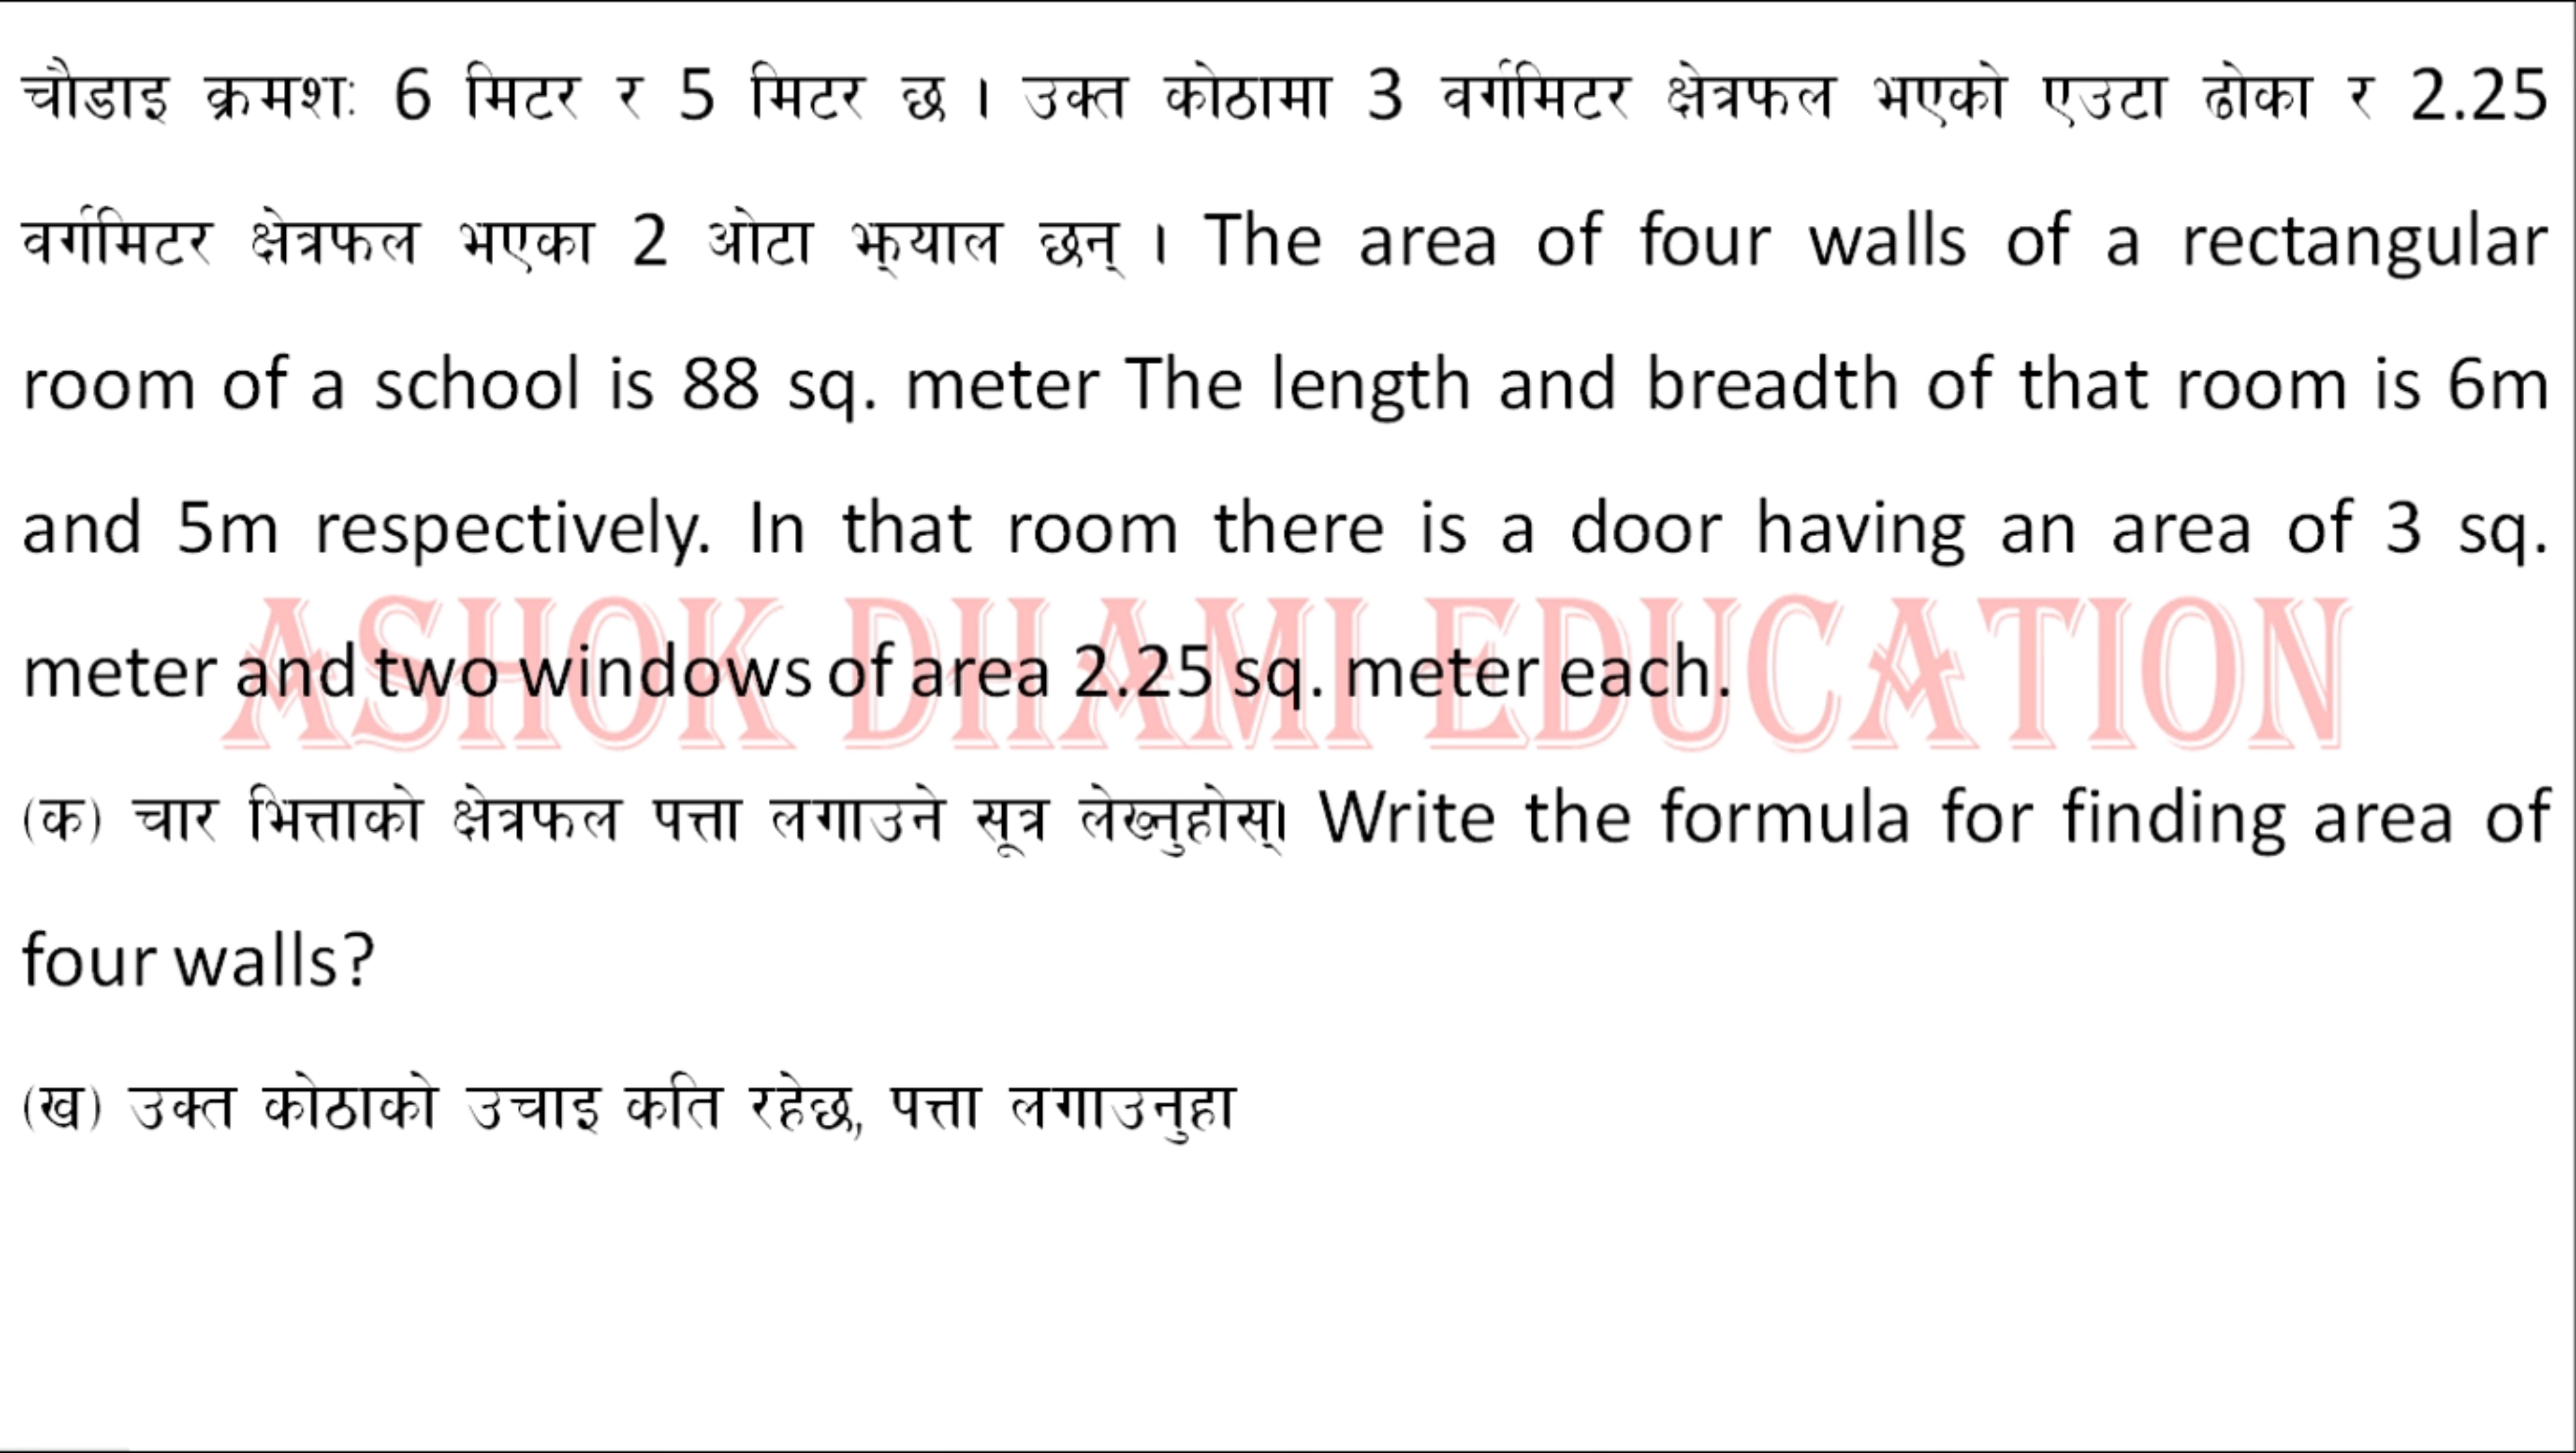 चौडाइ क्रमशः 6 मिटर र 5 मिटर छ । उक्त कोठामा 3 वर्गमिटर क्षेत्रफल भएको एउटा ढोका र 2.25
वर्गमिटर क्षेत्रफल भएका 2 ओटा झ्याल छन् । The area of four walls of a rectangular
room of a school is 88 sq. meter The length and breadth of that room is 6m
and 5m respectively. In that room there is a door having an area of 3 sq.
ASHOK DHAMI EDUCATION
meter and two windows of area 2.25 sq. meter each.
(क) चार भित्ताको क्षेत्रफल पत्ता लगाउने सूत्र लेख्नुहोस्। Write the formula for finding area of
four walls?
(ख) उक्त कोठाको उचाइ कति रहेछ, पत्ता लगाउनुहा